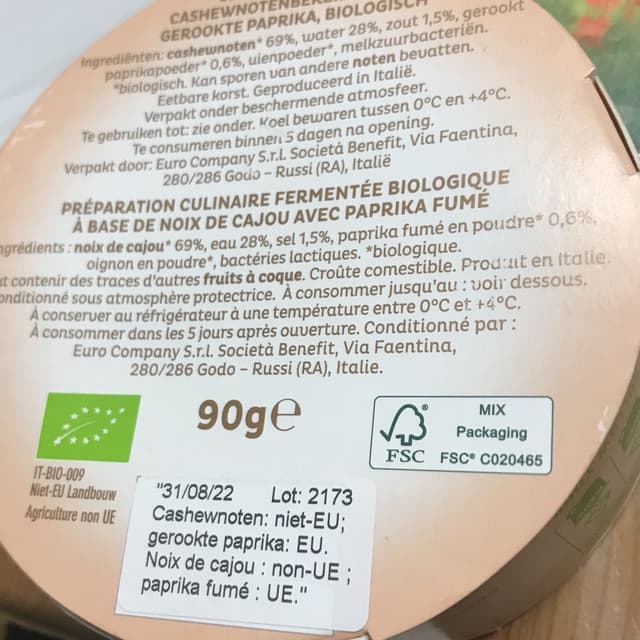 CASHEWNOTEN
GEROOKTE PAPRIKA, BIOLOGISCH
Ingrediënten: cashewnoten* 69%, water 28%, zout 1,5%, gerookt
paprikapoeder* 0,6%, uienpoeder*, melkzuurbacteriën.
*biologisch. Kan sporen van andere noten bevatten.
Eetbare korst. Geproduceerd in Italië.
Verpakt onder beschermende atmosfeer.
Te gebruiken tot: zie onder. Koel bewaren tussen 0°C en +4°C.
Te consumeren binnen 5 dagen na opening.
Verpakt door: Euro Company S.r.l. Società Benefit, Via Faentina,
280/286 Godo – Russi (RA), Italië
PRÉPARATION CULINAIRE FERMENTÉE BIOLOGIQUE
À BASE DE NOIX DE CAJOU AVEC PAPRIKA FUMÉ
ngrédients : noix de cajou* 69%, eau 28%, sel 1,5%, paprika fumé en poudre* 0,6%,
oignon en poudre*, bactéries lactiques. *biologique.
ut contenir des traces d'autres fruits à coque. Croûte comestible. Produit en Italie.
onditionné sous atmosphère protectrice. À consommer jusqu'au : voir dessous.
À conserver au réfrigérateur à une température entre 0°C et +4°C.
À consommer dans les 5 jours après ouverture. Conditionné par :
Euro Company S.r.l. Società Benefit, Via Faentina,
280/286 Godo – Russi (RA), Italie.
90g℮
MIX
Packaging
FSC® C020465
FSC
IT-BIO-009
Niet-EU Landbouw
Agriculture non UE
"31/08/22 Lot: 2173
Cashewnoten: niet-EU;
gerookte paprika: EU.
Noix de cajou : non-UE ;
paprika fumé : UE."